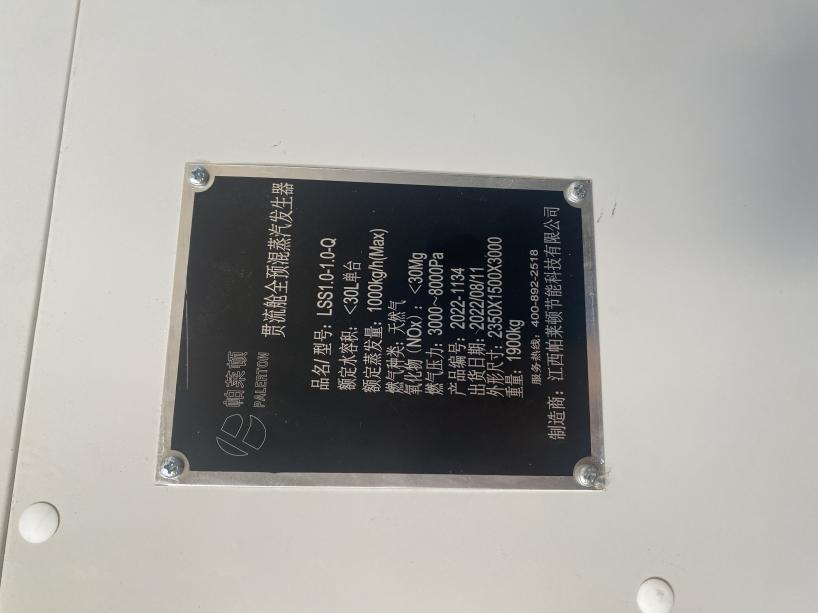 帕莱顿
PALERTOW
贯流舱全预混蒸汽发生器
品名/型号：LSS1.0-1.0-Q
额定水容积：<30L单台
额定蒸发量：1000kg/h(Max)
燃气种类：天然气
氧化物（NOx）：<30Mg
燃气压力：3000～8000Pa
产品编号：2022-1134
出货日期：2022/08/11
外形尺寸：2350X1500X3000
重量：1900kg
服务热线：400-892-2518
制造商：江西帕莱顿节能科技有限公司